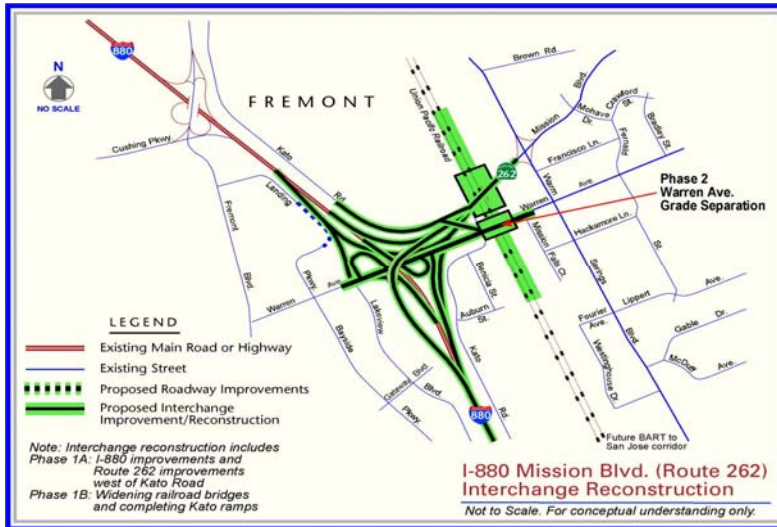 880
N
NO SCALE
FREMONT
Brown Rd.
Cushing Pkwy.
Kato
Rd.
Union Pacific Railroad
Mission
Blvd.
Mohave
Dr.
Crawford
St.
Fernald
St.
Bradley St.
Francisco Ln.
262
Warm
Springs
Blvd.
Warren
Ave
Phase 2
Warren Ave.
Grade Separation
Hackamore Ln.
Landing
Pkwy.
Fremont
Blvd
Mission Falls Ct
Benicia St.
Auburn
St.
Warren
Ave
Lakeview
Blvd.
Bayside
Pkwy
Gateway Blvd.
Kato
Rd.
Fourier
Ave.
Lippert
Ave.
Gable
Dr.
McDuff
Ave.
Westinghouse Dr.
880
Future BART to
San Jose corridor
LEGEND
Existing Main Road or Highway
Existing Street
Proposed Roadway Improvements
Proposed Interchange
Improvement/Reconstruction
Note: Interchange reconstruction includes
Phase 1A: I-880 improvements and
Route 262 improvements
west of Kato Road
Phase 1B: Widening railroad bridges
and completing Kato ramps
I-880 Mission Blvd. (Route 262)
Interchange Reconstruction
Not to Scale. For conceptual understanding only.